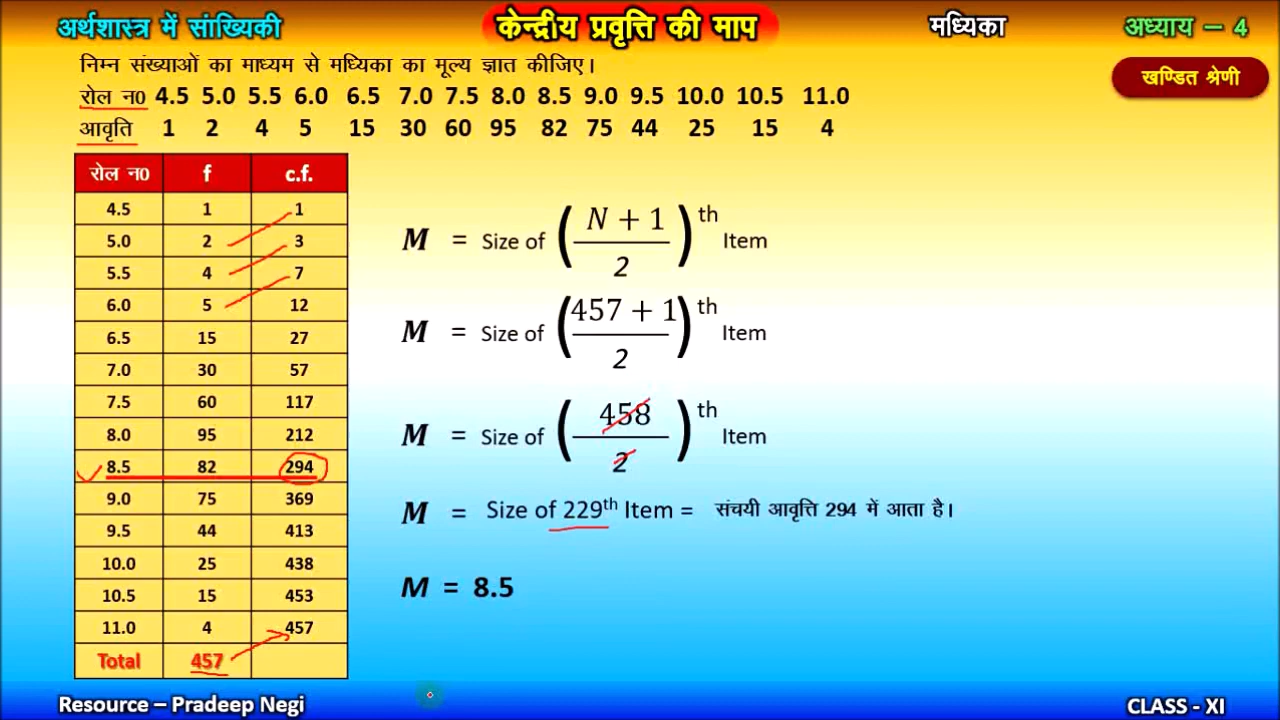 अर्थशास्त्र में सांख्यिकी
केन्द्रीय प्रवृत्ति की माप
मध्यिका
अध्याय – 4
खण्डित श्रेणी
निम्न संख्याओं का माध्यम से मध्यिका का मूल्य ज्ञात कीजिए।
रोल न0 4.5 5.0 5.5 6.0 6.5 7.0 7.5 8.0 8.5 9.0 9.5 10.0 10.5 11.0
आवृति 1 2 4 5 15 30 60 95 82 75 44 25 15 4
रोल न0 f c.f.
4.5 1 1
5.0 2 3
5.5 4 7
6.0 5 12
6.5 15 27
7.0 30 57
7.5 60 117
8.0 95 212
8.5 82 294
9.0 75 369
9.5 44 413
10.0 25 438
10.5 15 453
11.0 4 457
Total 457
M = Size of ((N + 1)/2)th Item
M = Size of ((457 + 1)/2)th Item
M = Size of (458/2)th Item
M = Size of 229th Item = संचयी आवृत्ति 294 में आता है।
M = 8.5
Resource – Pradeep Negi
CLASS - XI